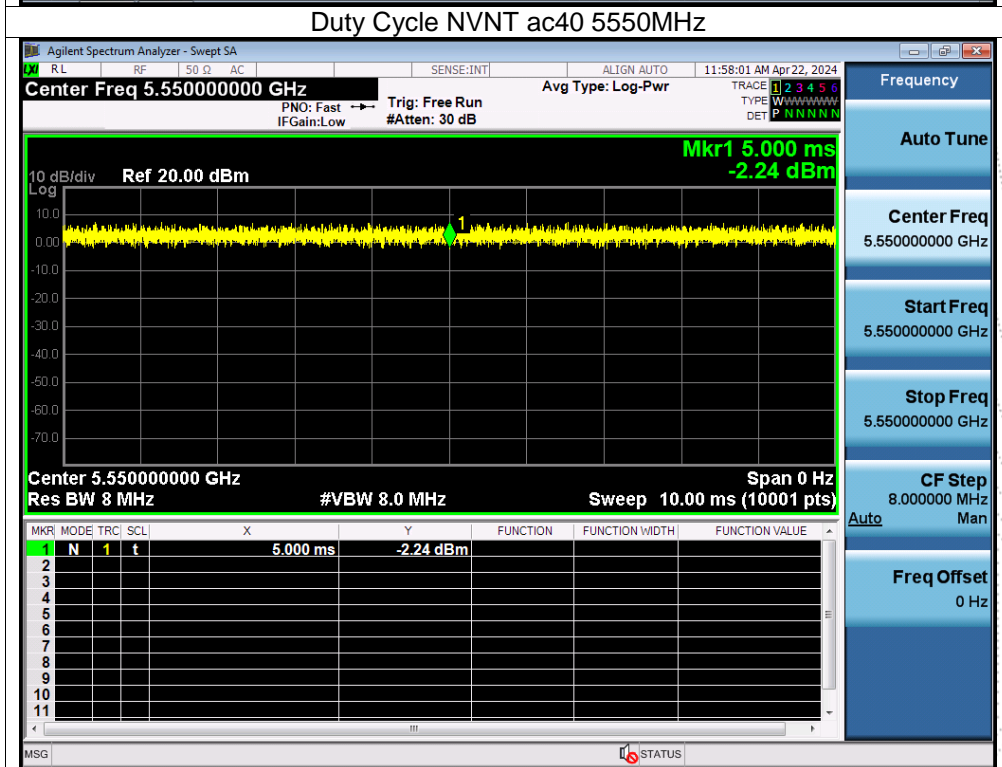 Duty Cycle NVNT ac40 5550MHz
Agilent Spectrum Analyzer - Swept SA
LXI RL RF 50 Ω AC SENSE:INT ALIGN AUTO 11:58:01 AM Apr 22, 2024
Center Freq 5.550000000 GHz
PNO: Fast
IFGain:Low
Trig: Free Run
#Atten: 30 dB
Avg Type: Log-Pwr
TRACE 1 2 3 4 5 6
TYPE W W W W W W
DET P N N N N N
Mkr1 5.000 ms
-2.24 dBm
10 dB/div Ref 20.00 dBm
Log
10.0
0.00
-10.0
-20.0
-30.0
-40.0
-50.0
-60.0
-70.0
1
Center 5.550000000 GHz Span 0 Hz
Res BW 8 MHz #VBW 8.0 MHz Sweep 10.00 ms (10001 pts)
MKR MODE TRC SCL X Y FUNCTION FUNCTION WIDTH FUNCTION VALUE
1 N 1 t 5.000 ms -2.24 dBm
2
3
4
5
6
7
8
9
10
11
MSG STATUS
Frequency
Auto Tune
Center Freq
5.550000000 GHz
Start Freq
5.550000000 GHz
Stop Freq
5.550000000 GHz
CF Step
8.000000 MHz
Auto Man
Freq Offset
0 Hz